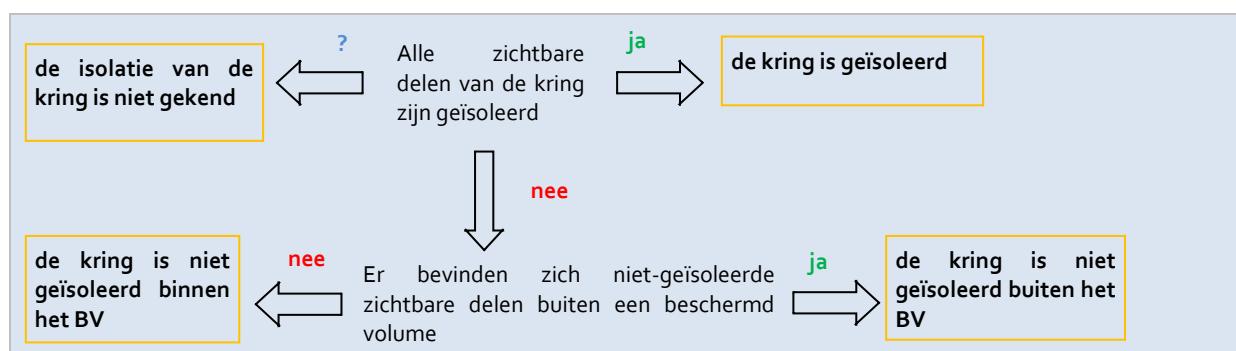 de isolatie van de
kring is niet gekend
?
Alle zichtbare
delen van de kring
zijn geïsoleerd
ja
de kring is geïsoleerd
nee
de kring is niet
geïsoleerd binnen
het BV
nee
Er bevinden zich niet-geïsoleerde
zichtbare delen buiten een beschermd
volume
ja
de kring is niet
geïsoleerd buiten het
BV